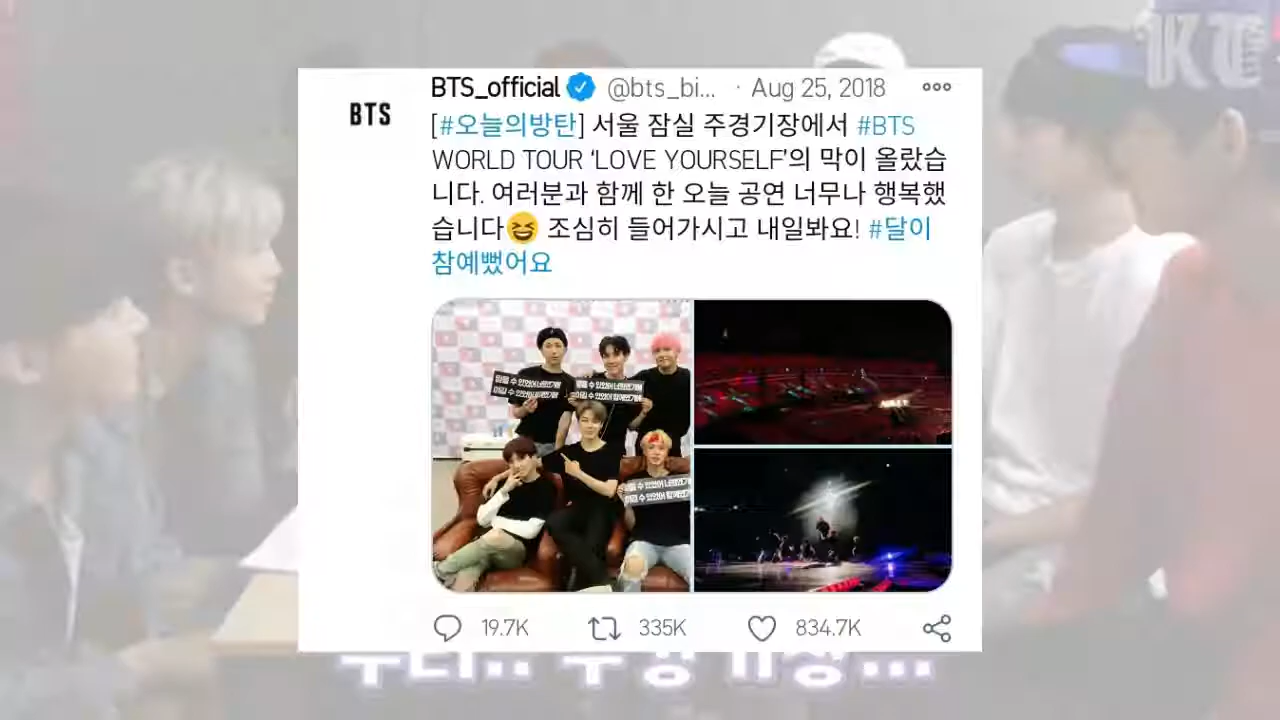 BTS_official @bts_bi... · Aug 25, 2018
BTS
[#오늘의방탄] 서울 잠실 주경기장에서 #BTS
WORLD TOUR ‘LOVE YOURSELF’의 막이 올랐습
니다. 여러분과 함께 한 오늘 공연 너무나 행복했
습니다😆 조심히 들어가시고 내일봐요! #달이
참예뻤어요
19.7K 335K 834.7K